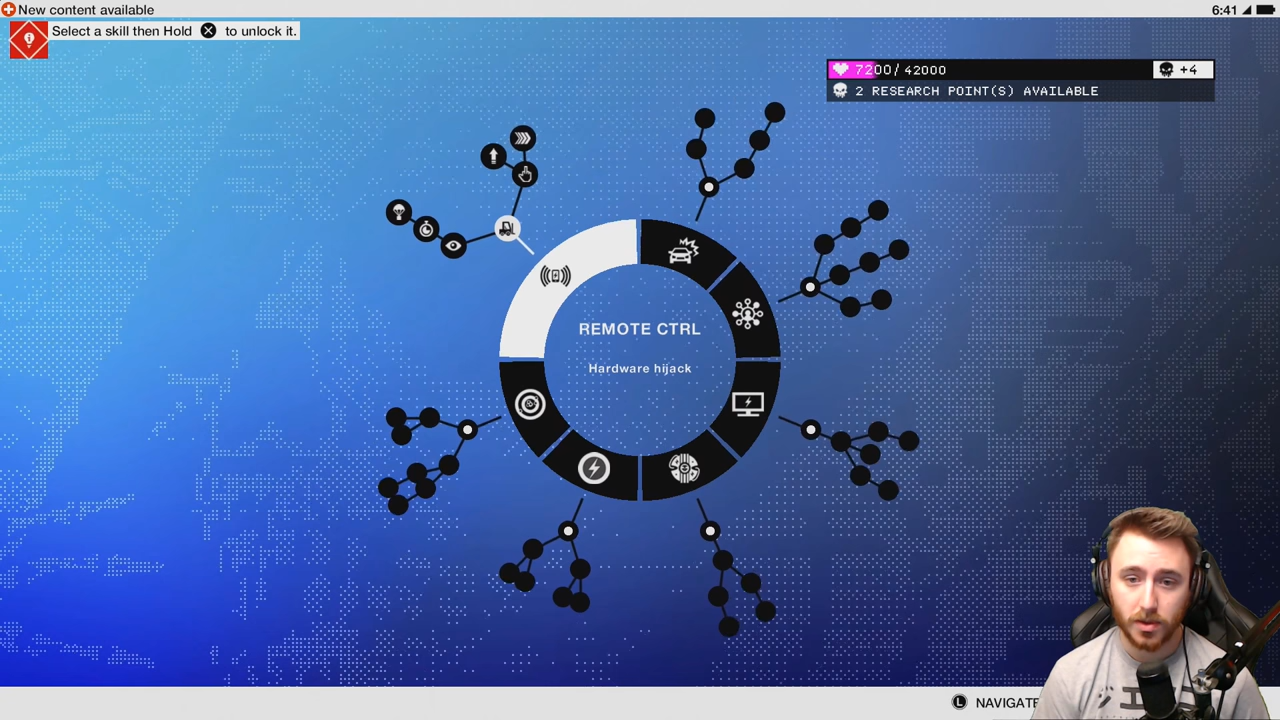 New content available
6:41
Select a skill then Hold ⊗ to unlock it.
7200/ 42000
+4
2 RESEARCH POINT(S) AVAILABLE
REMOTE CTRL
Hardware hijack
L NAVIGATE